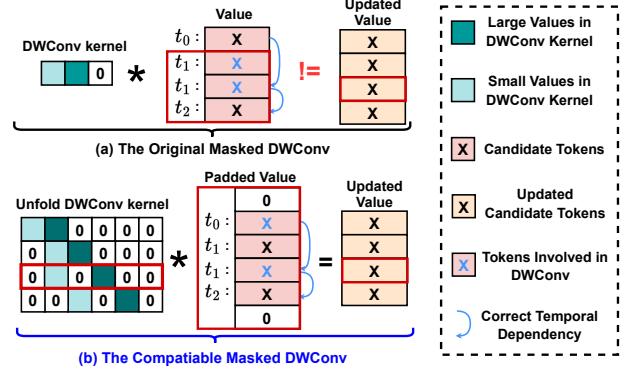 DWConv kernel
0
*
Value
t0:
X
t1:
X
t1:
X
t2:
X
!=
Updated
Value
X
X
X
X
(a) The Original Masked DWConv
Unfold DWConv kernel
0 0 0 0
0 0 0 0
0 0 0 0
0 0 0 0
*
Padded Value
0
t0:
X
t1:
X
t1:
X
t2:
X
0
=
Updated
Value
X
X
X
X
(b) The Compatiable Masked DWConv
Large Values in
DWConv Kernel
Small Values in
DWConv Kernel
X
Candidate Tokens
X
Updated
Candidate Tokens
X
Tokens Involved in
DWConv
Correct Temporal
Dependency